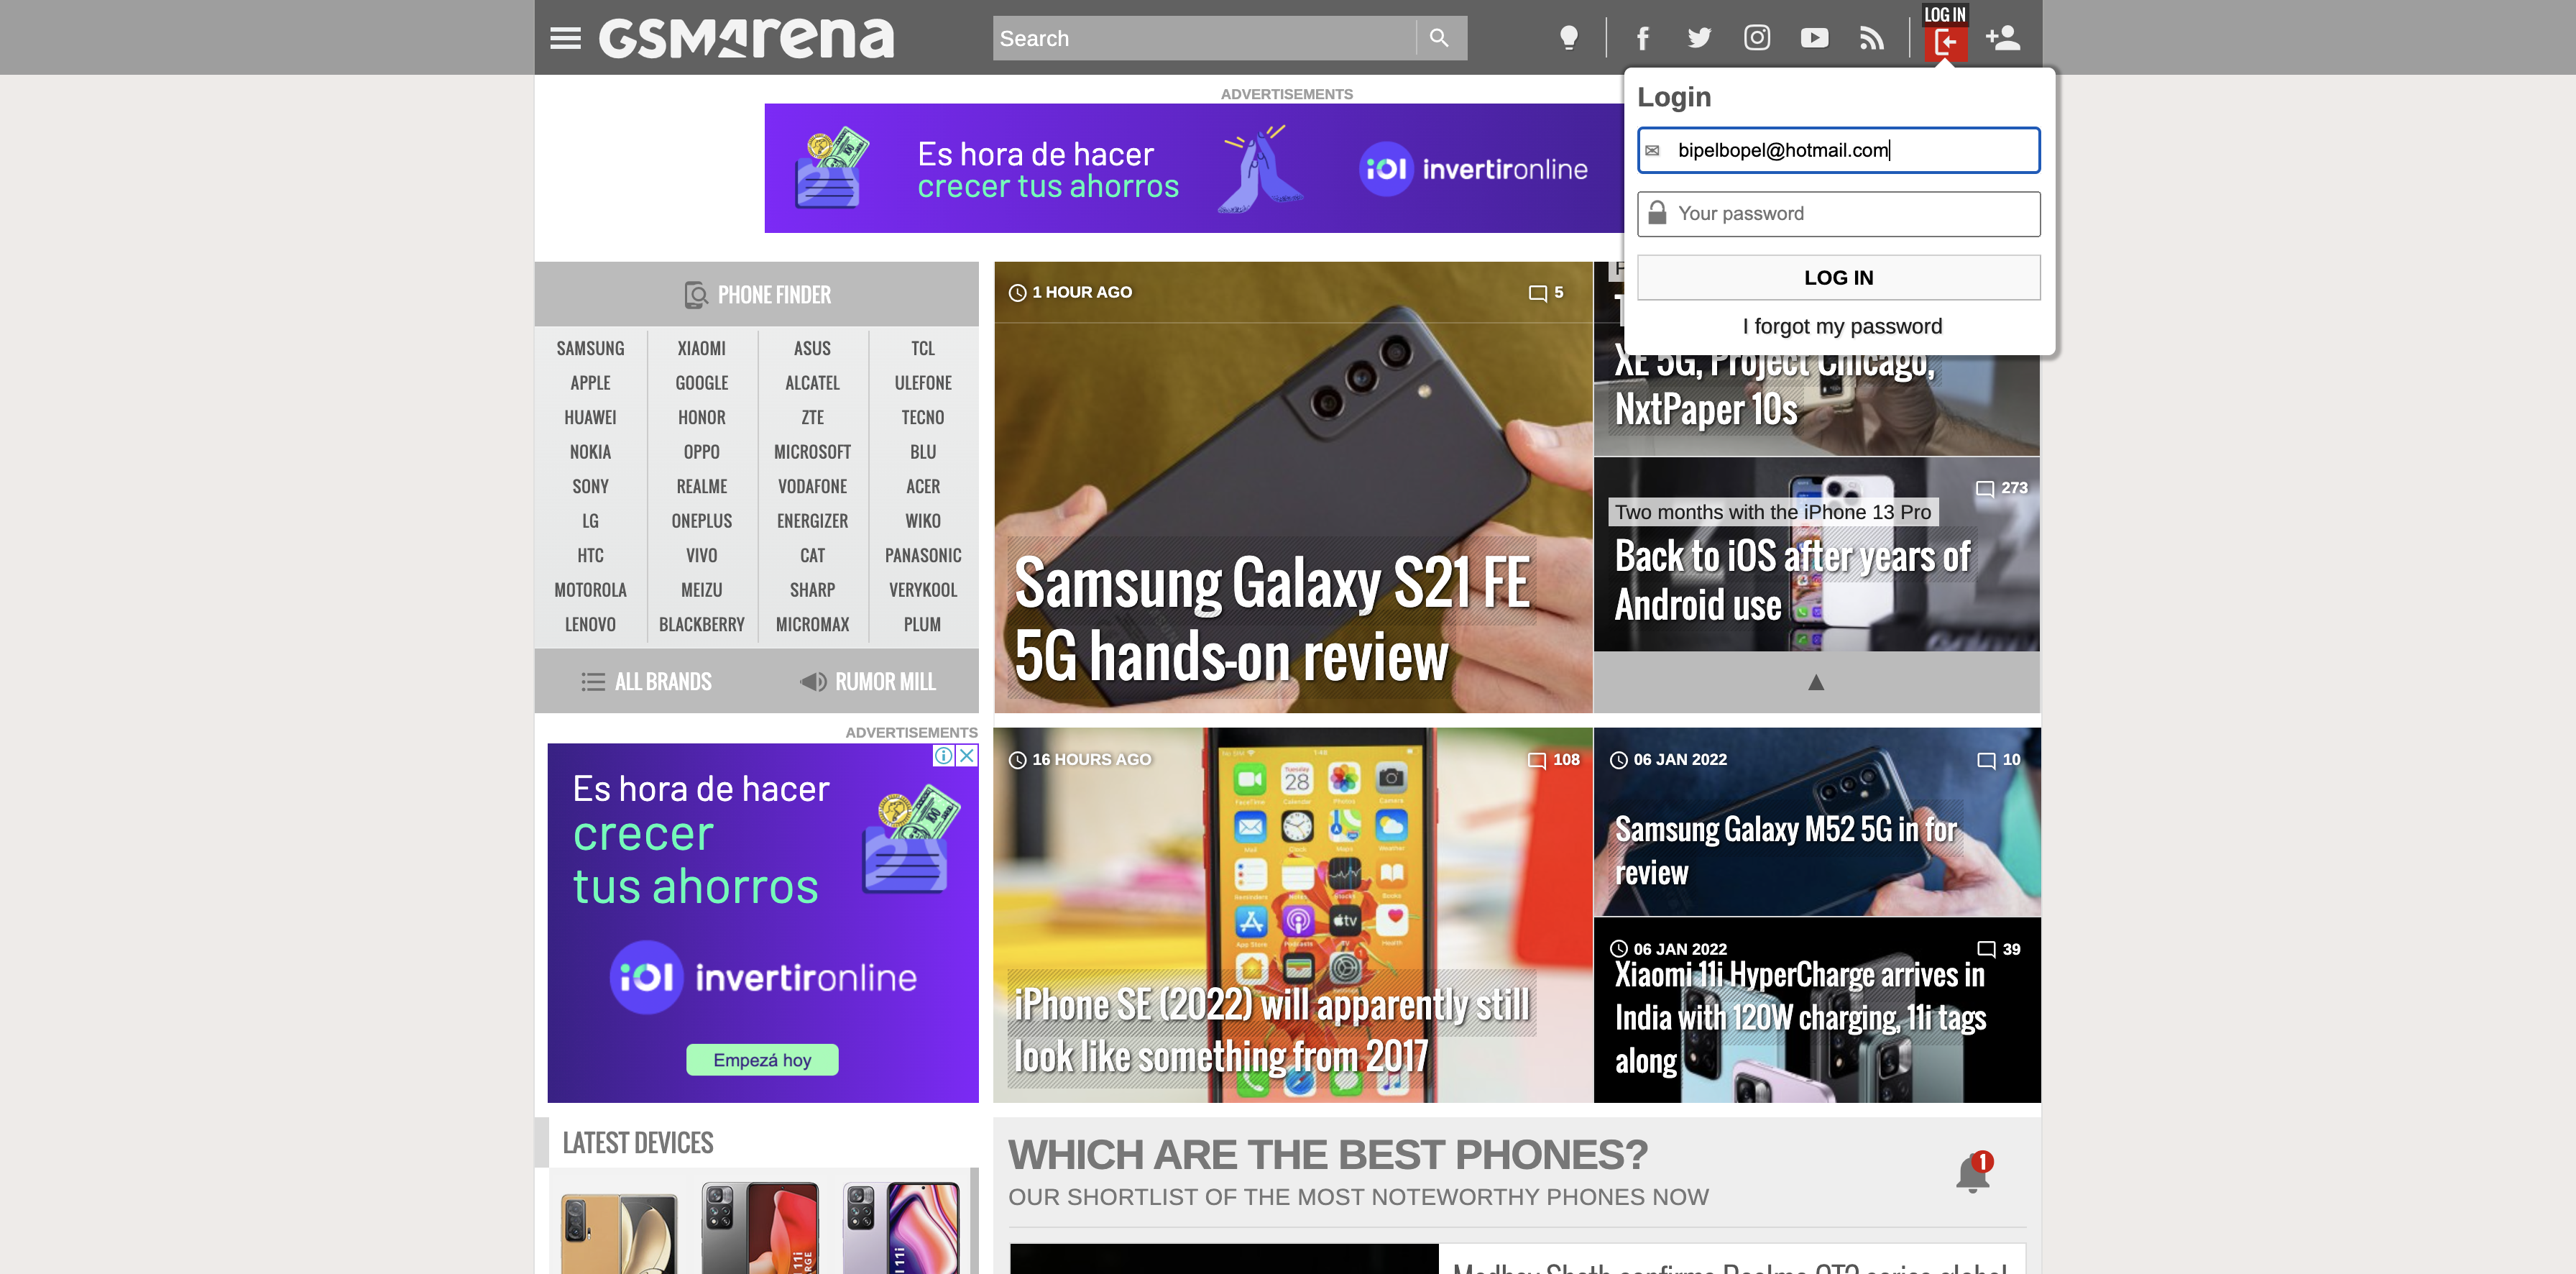 GSMArena
Search
LOG IN
ADVERTISEMENTS
Es hora de hacer
crecer tus ahorros
iOl invertironline
Login
bipelbopel@hotmail.com
Your password
LOG IN
I forgot my password
PHONE FINDER
SAMSUNG XIAOMI ASUS TCL
APPLE GOOGLE ALCATEL ULEFONE
HUAWEI HONOR ZTE TECNO
NOKIA OPPO MICROSOFT BLU
SONY REALME VODAFONE ACER
LG ONEPLUS ENERGIZER WIKO
HTC VIVO CAT PANASONIC
MOTOROLA MEIZU SHARP VERYKOOL
LENOVO BLACKBERRY MICROMAX PLUM
ALL BRANDS RUMOR MILL
1 HOUR AGO 5
Samsung Galaxy S21 FE
5G hands-on review
XE 5G, Project Chicago,
NxtPaper 10s
273
Two months with the iPhone 13 Pro
Back to iOS after years of
Android use
ADVERTISEMENTS
Es hora de hacer
crecer
tus ahorros
iOl invertironline
Empezá hoy
16 HOURS AGO 108
iPhone SE (2022) will apparently still
look like something from 2017
06 JAN 2022 10
Samsung Galaxy M52 5G in for
review
06 JAN 2022 39
Xiaomi 11i HyperCharge arrives in
India with 120W charging, 11i tags
along
LATEST DEVICES
WHICH ARE THE BEST PHONES?
1
OUR SHORTLIST OF THE MOST NOTEWORTHY PHONES NOW
Madhav Sheth confirms Realme GT2 series global